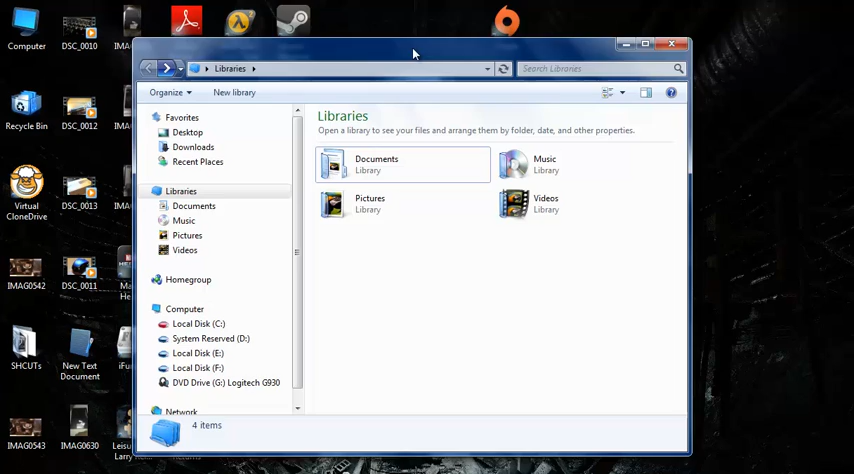 Computer
DSC_0010
Libraries
Search Libraries
Organize
New library
Favorites
Desktop
Downloads
Recent Places
Libraries
Documents
Music
Pictures
Videos
Homegroup
Computer
Local Disk (C:)
System Reserved (D:)
Local Disk (E:)
Local Disk (F:)
DVD Drive (G:) Logitech G930
Network
Libraries
Open a library to see your files and arrange them by folder, date, and other properties.
Documents
Library
Music
Library
Pictures
Library
Videos
Library
4 items
Recycle Bin
DSC_0012
Virtual
CloneDrive
DSC_0013
IMAG0542
DSC_0011
SHCUTs
New Text
Document
IMAG0543
IMAG0630
Leisu
Larry